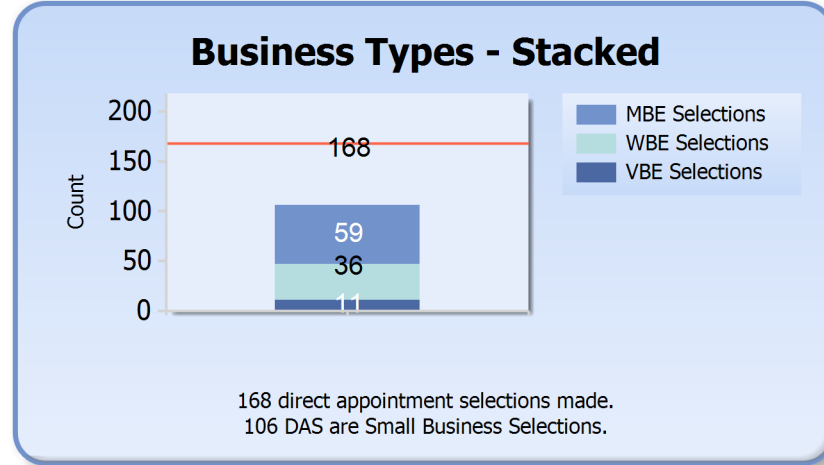 Business Types - Stacked
200
150
100
50
0
Count
168
59
36
11
MBE Selections
WBE Selections
VBE Selections
168 direct appointment selections made.
106 DAS are Small Business Selections.